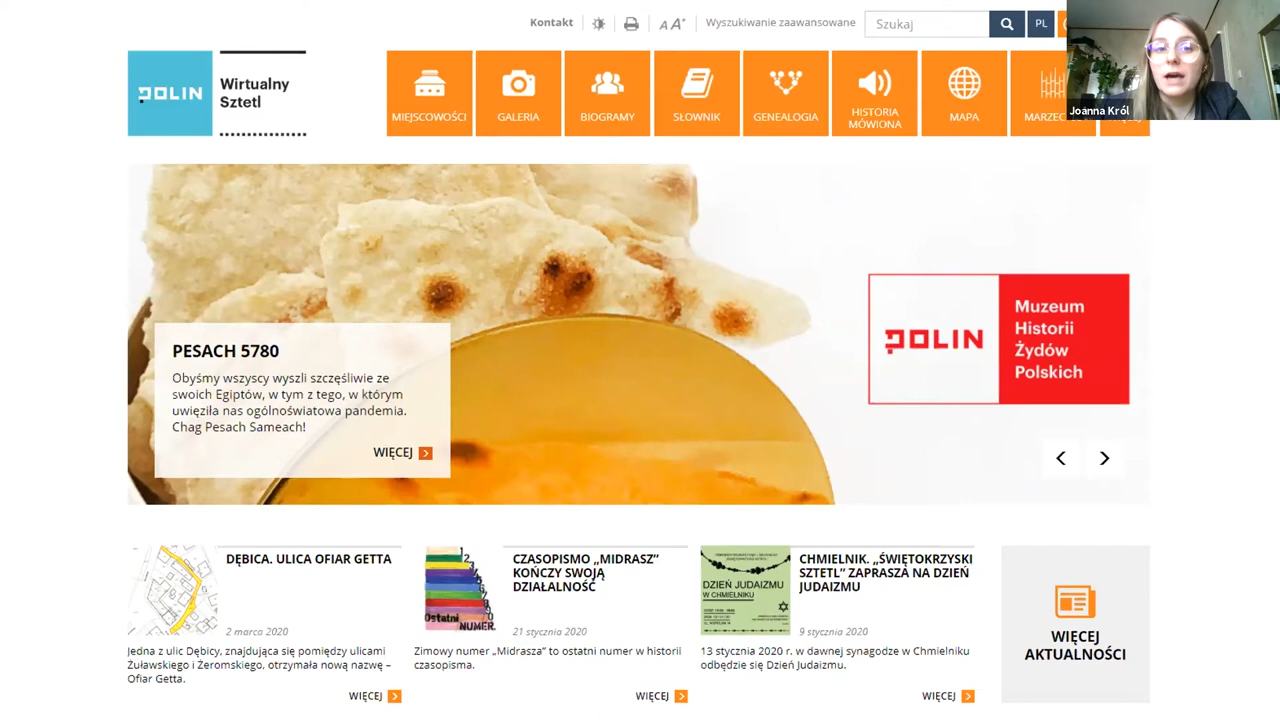 Kontakt
A A+
Wyszukiwanie zaawansowane
Szukaj
PL
Joanna Król
POLIN
Wirtualny
Sztetl
MIEJSCOWOŚCI
GALERIA
BIOGRAMY
SŁOWNIK
GENEALOGIA
HISTORIA
MÓWIONA
MAPA
PESACH 5780
Obyśmy wszyscy wyszli szczęśliwie ze
swoich Egiptów, w tym z tego, w którym
uwięziła nas ogólnoświatowa pandemia.
Chag Pesach Sameach!
WIĘCEJ
POLIN
Muzeum
Historii
Żydów
Polskich
DĘBICA. ULICA OFIAR GETTA
2 marca 2020
Jedna z ulic Dębicy, znajdująca się pomiędzy ulicami
Żuławskiego i Żeromskiego, otrzymała nową nazwę –
Ofiar Getta.
WIĘCEJ
Ostatni
NUMER.
CZASOPISMO „MIDRASZ”
KOŃCZY SWOJĄ
DZIAŁALNOŚĆ
21 stycznia 2020
Zimowy numer „Midrasza” to ostatni numer w historii
czasopisma.
WIĘCEJ
DZIEŃ JUDAIZMU
W CHMIELNIKU
CHMIELNIK. „ŚWIĘTOKRZYSKI
SZTETL” ZAPRASZA NA DZIEŃ
JUDAIZMU
9 stycznia 2020
13 stycznia 2020 r. w dawnej synagodze w Chmielniku
odbędzie się Dzień Judaizmu.
WIĘCEJ
WIĘCEJ
AKTUALNOŚCI